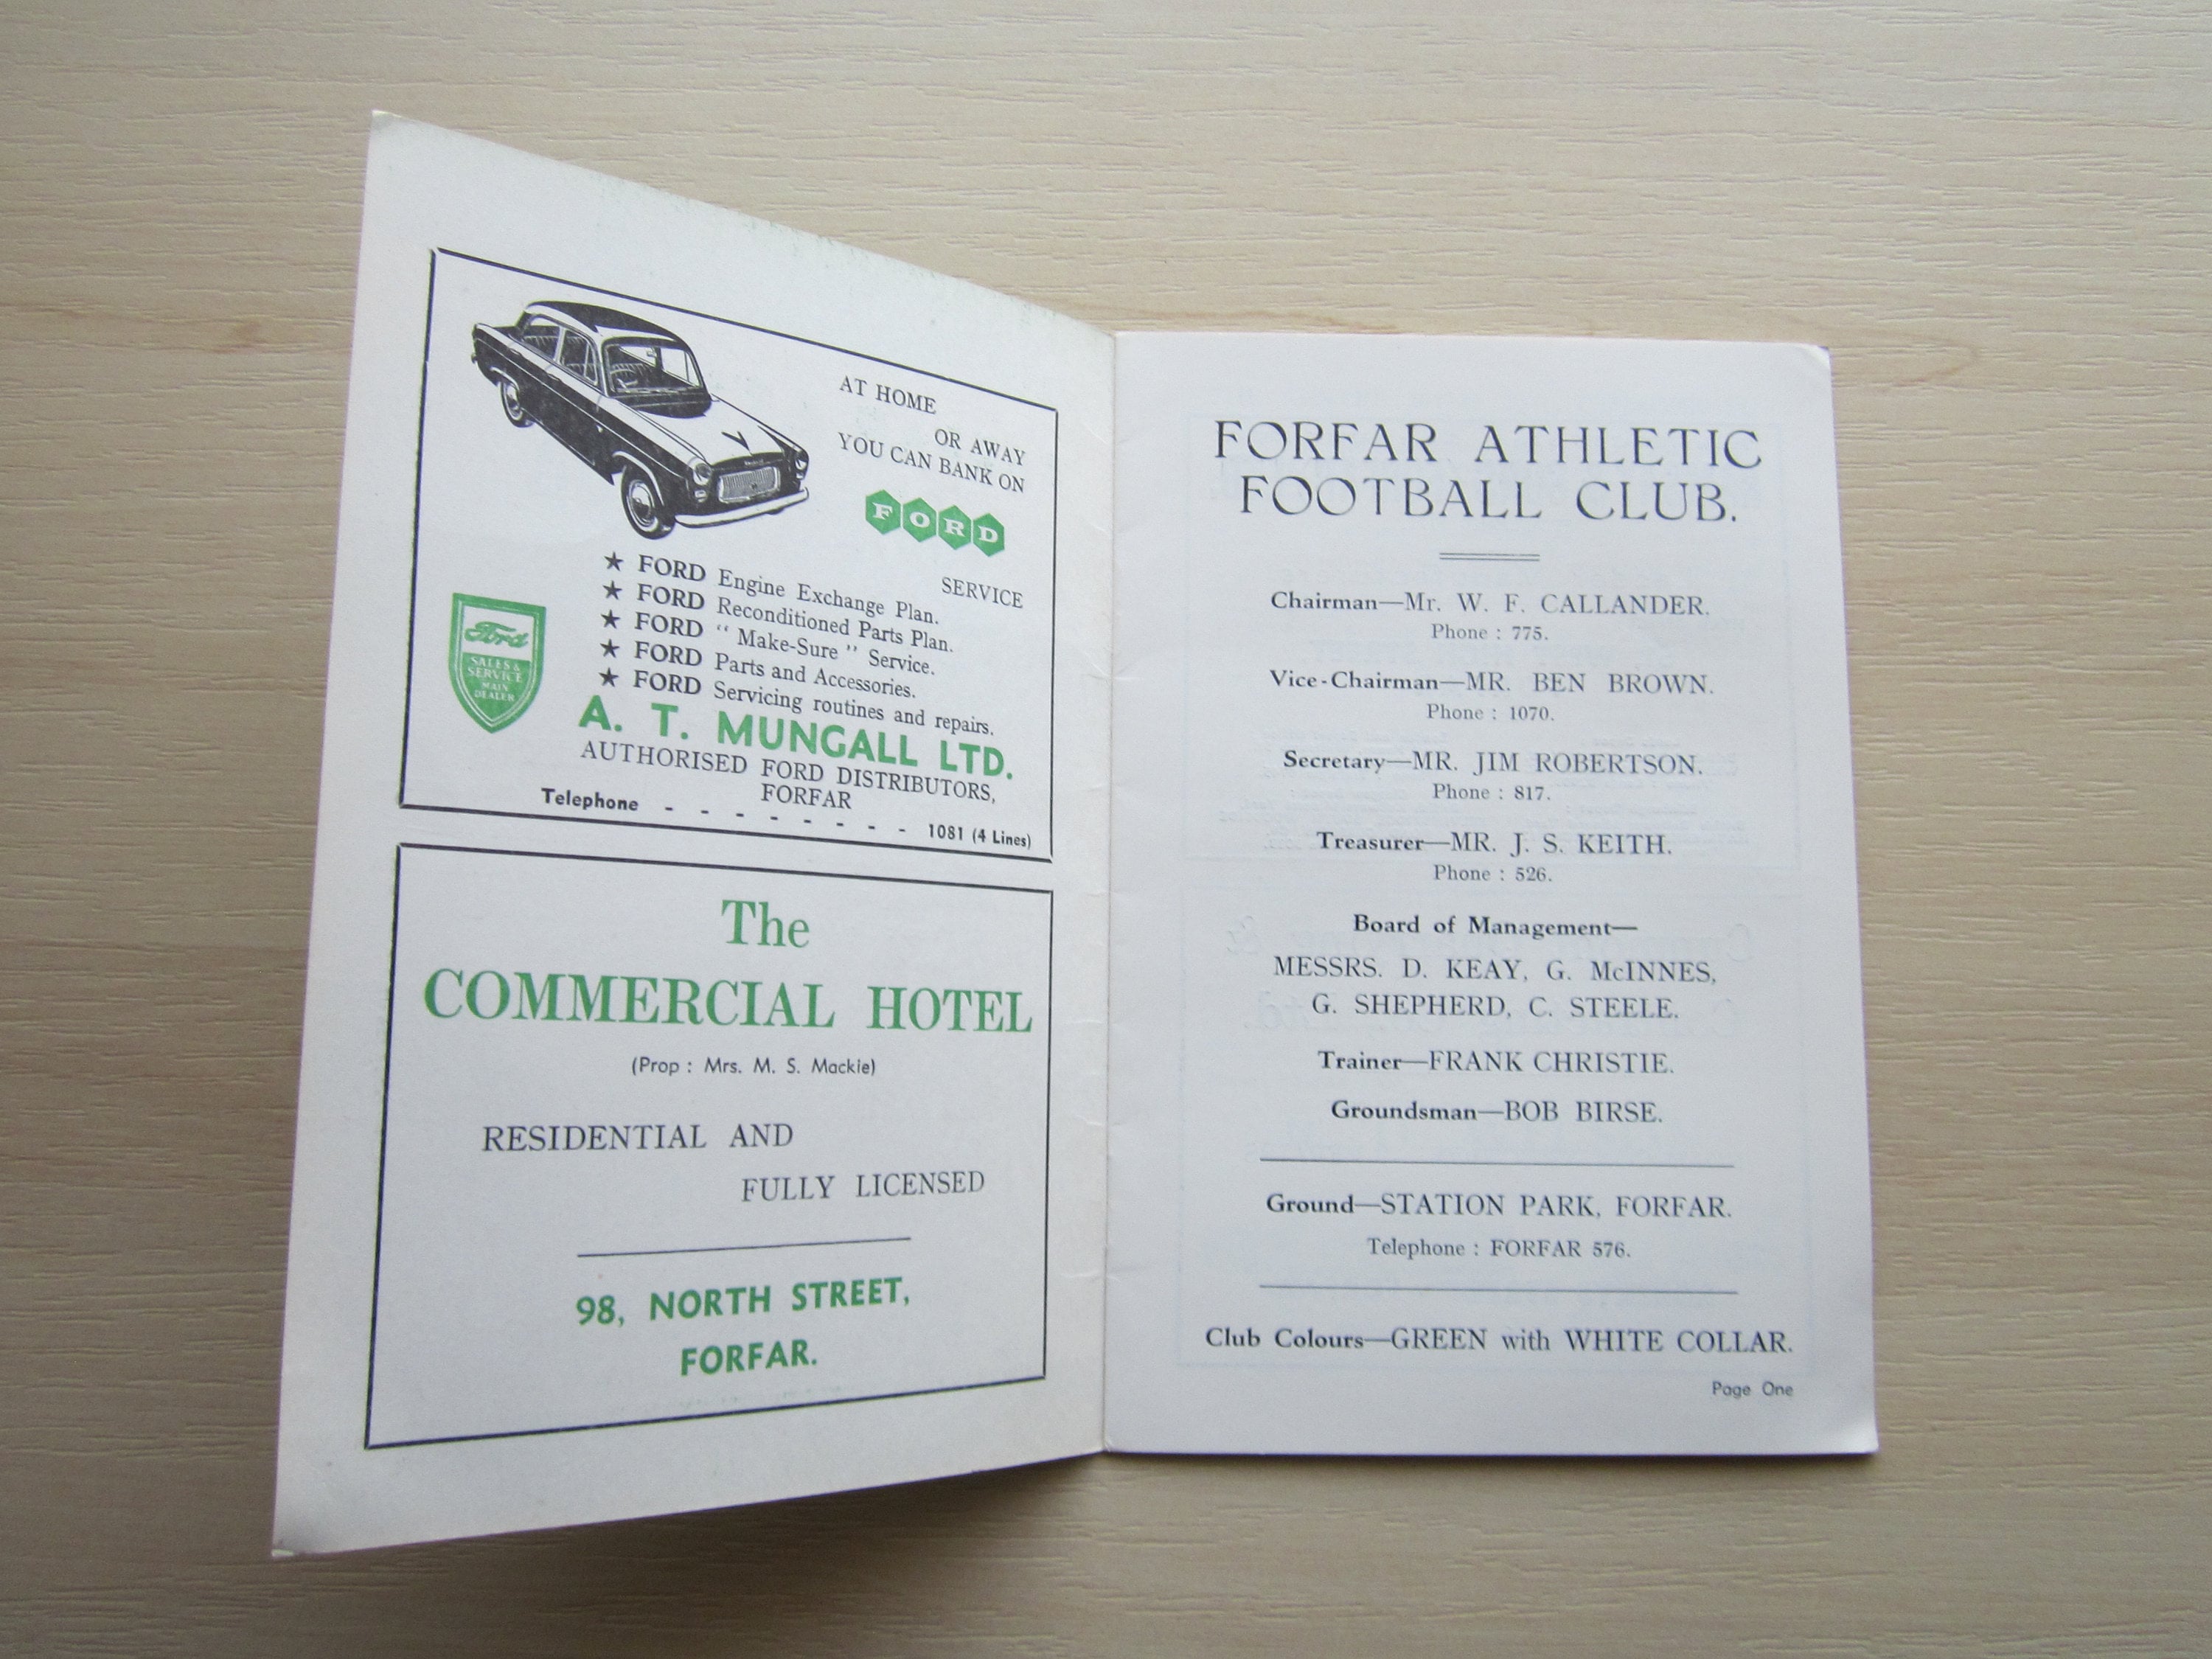 AT HOME
OR AWAY
YOU CAN BANK ON
FORD
SERVICE
★ FORD Engine Exchange Plan.
★ FORD Reconditioned Parts Plan.
★ FORD “ Make-Sure ” Service.
★ FORD Parts and Accessories.
★ FORD Servicing routines and repairs.
Ford
SALES &
SERVICE
MAIN
DEALER
A. T. MUNGALL LTD.
AUTHORISED FORD DISTRIBUTORS,
FORFAR
Telephone - - - - - - - - 1081 (4 Lines)
The
COMMERCIAL HOTEL
(Prop : Mrs. M. S. Mackie)
RESIDENTIAL AND
FULLY LICENSED
98, NORTH STREET,
FORFAR.
FORFAR ATHLETIC
FOOTBALL CLUB.
Chairman—Mr. W. F. CALLANDER.
Phone : 775.
Vice-Chairman—MR. BEN BROWN.
Phone : 1070.
Secretary—MR. JIM ROBERTSON.
Phone : 817.
Treasurer—MR. J. S. KEITH.
Phone : 526.
Board of Management—
MESSRS. D. KEAY, G. McINNES,
G. SHEPHERD, C. STEELE.
Trainer—FRANK CHRISTIE.
Groundsman—BOB BIRSE.
Ground—STATION PARK, FORFAR.
Telephone : FORFAR 576.
Club Colours—GREEN with WHITE COLLAR.
Page One